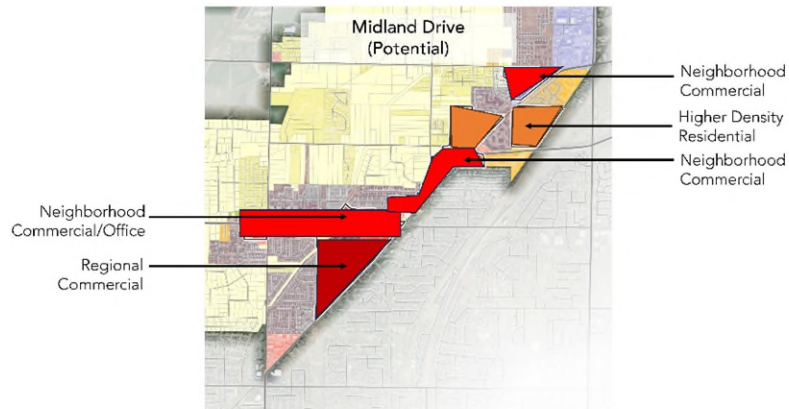 Midland Drive
(Potential)
Neighborhood
Commercial
Higher Density
Residential
Neighborhood
Commercial
Neighborhood
Commercial/Office
Regional
Commercial